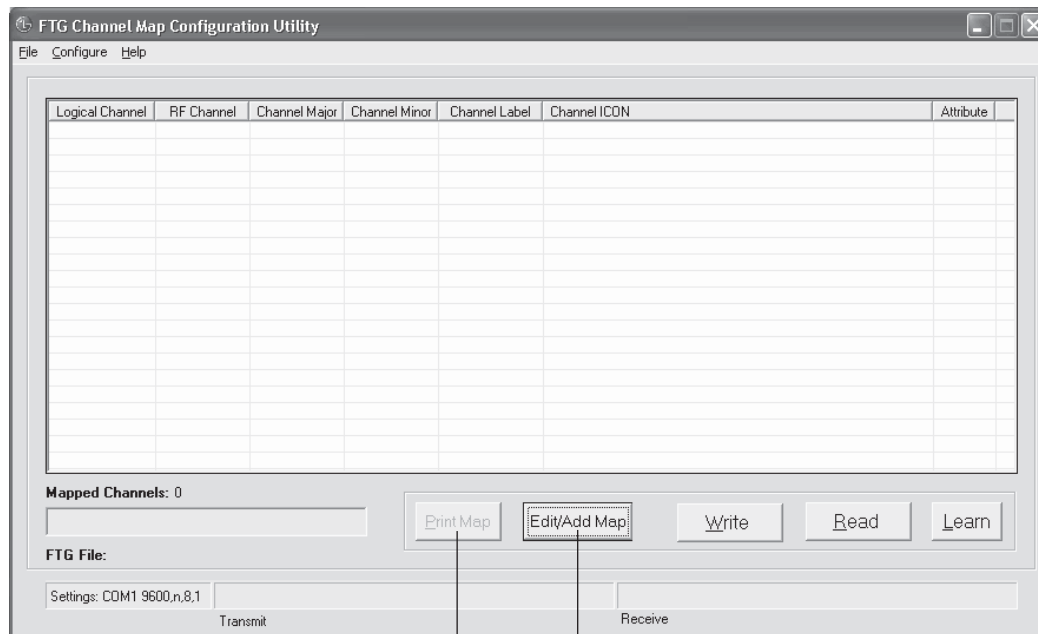 FTG Channel Map Configuration Utility
File Configure Help
Logical Channel RF Channel Channel Major Channel Minor Channel Label Channel ICON Attribute
Mapped Channels: 0
Print Map Edit/Add Map Write Read Learn
FTG File:
Settings: COM1 9600,n,8,1
Transmit Receive